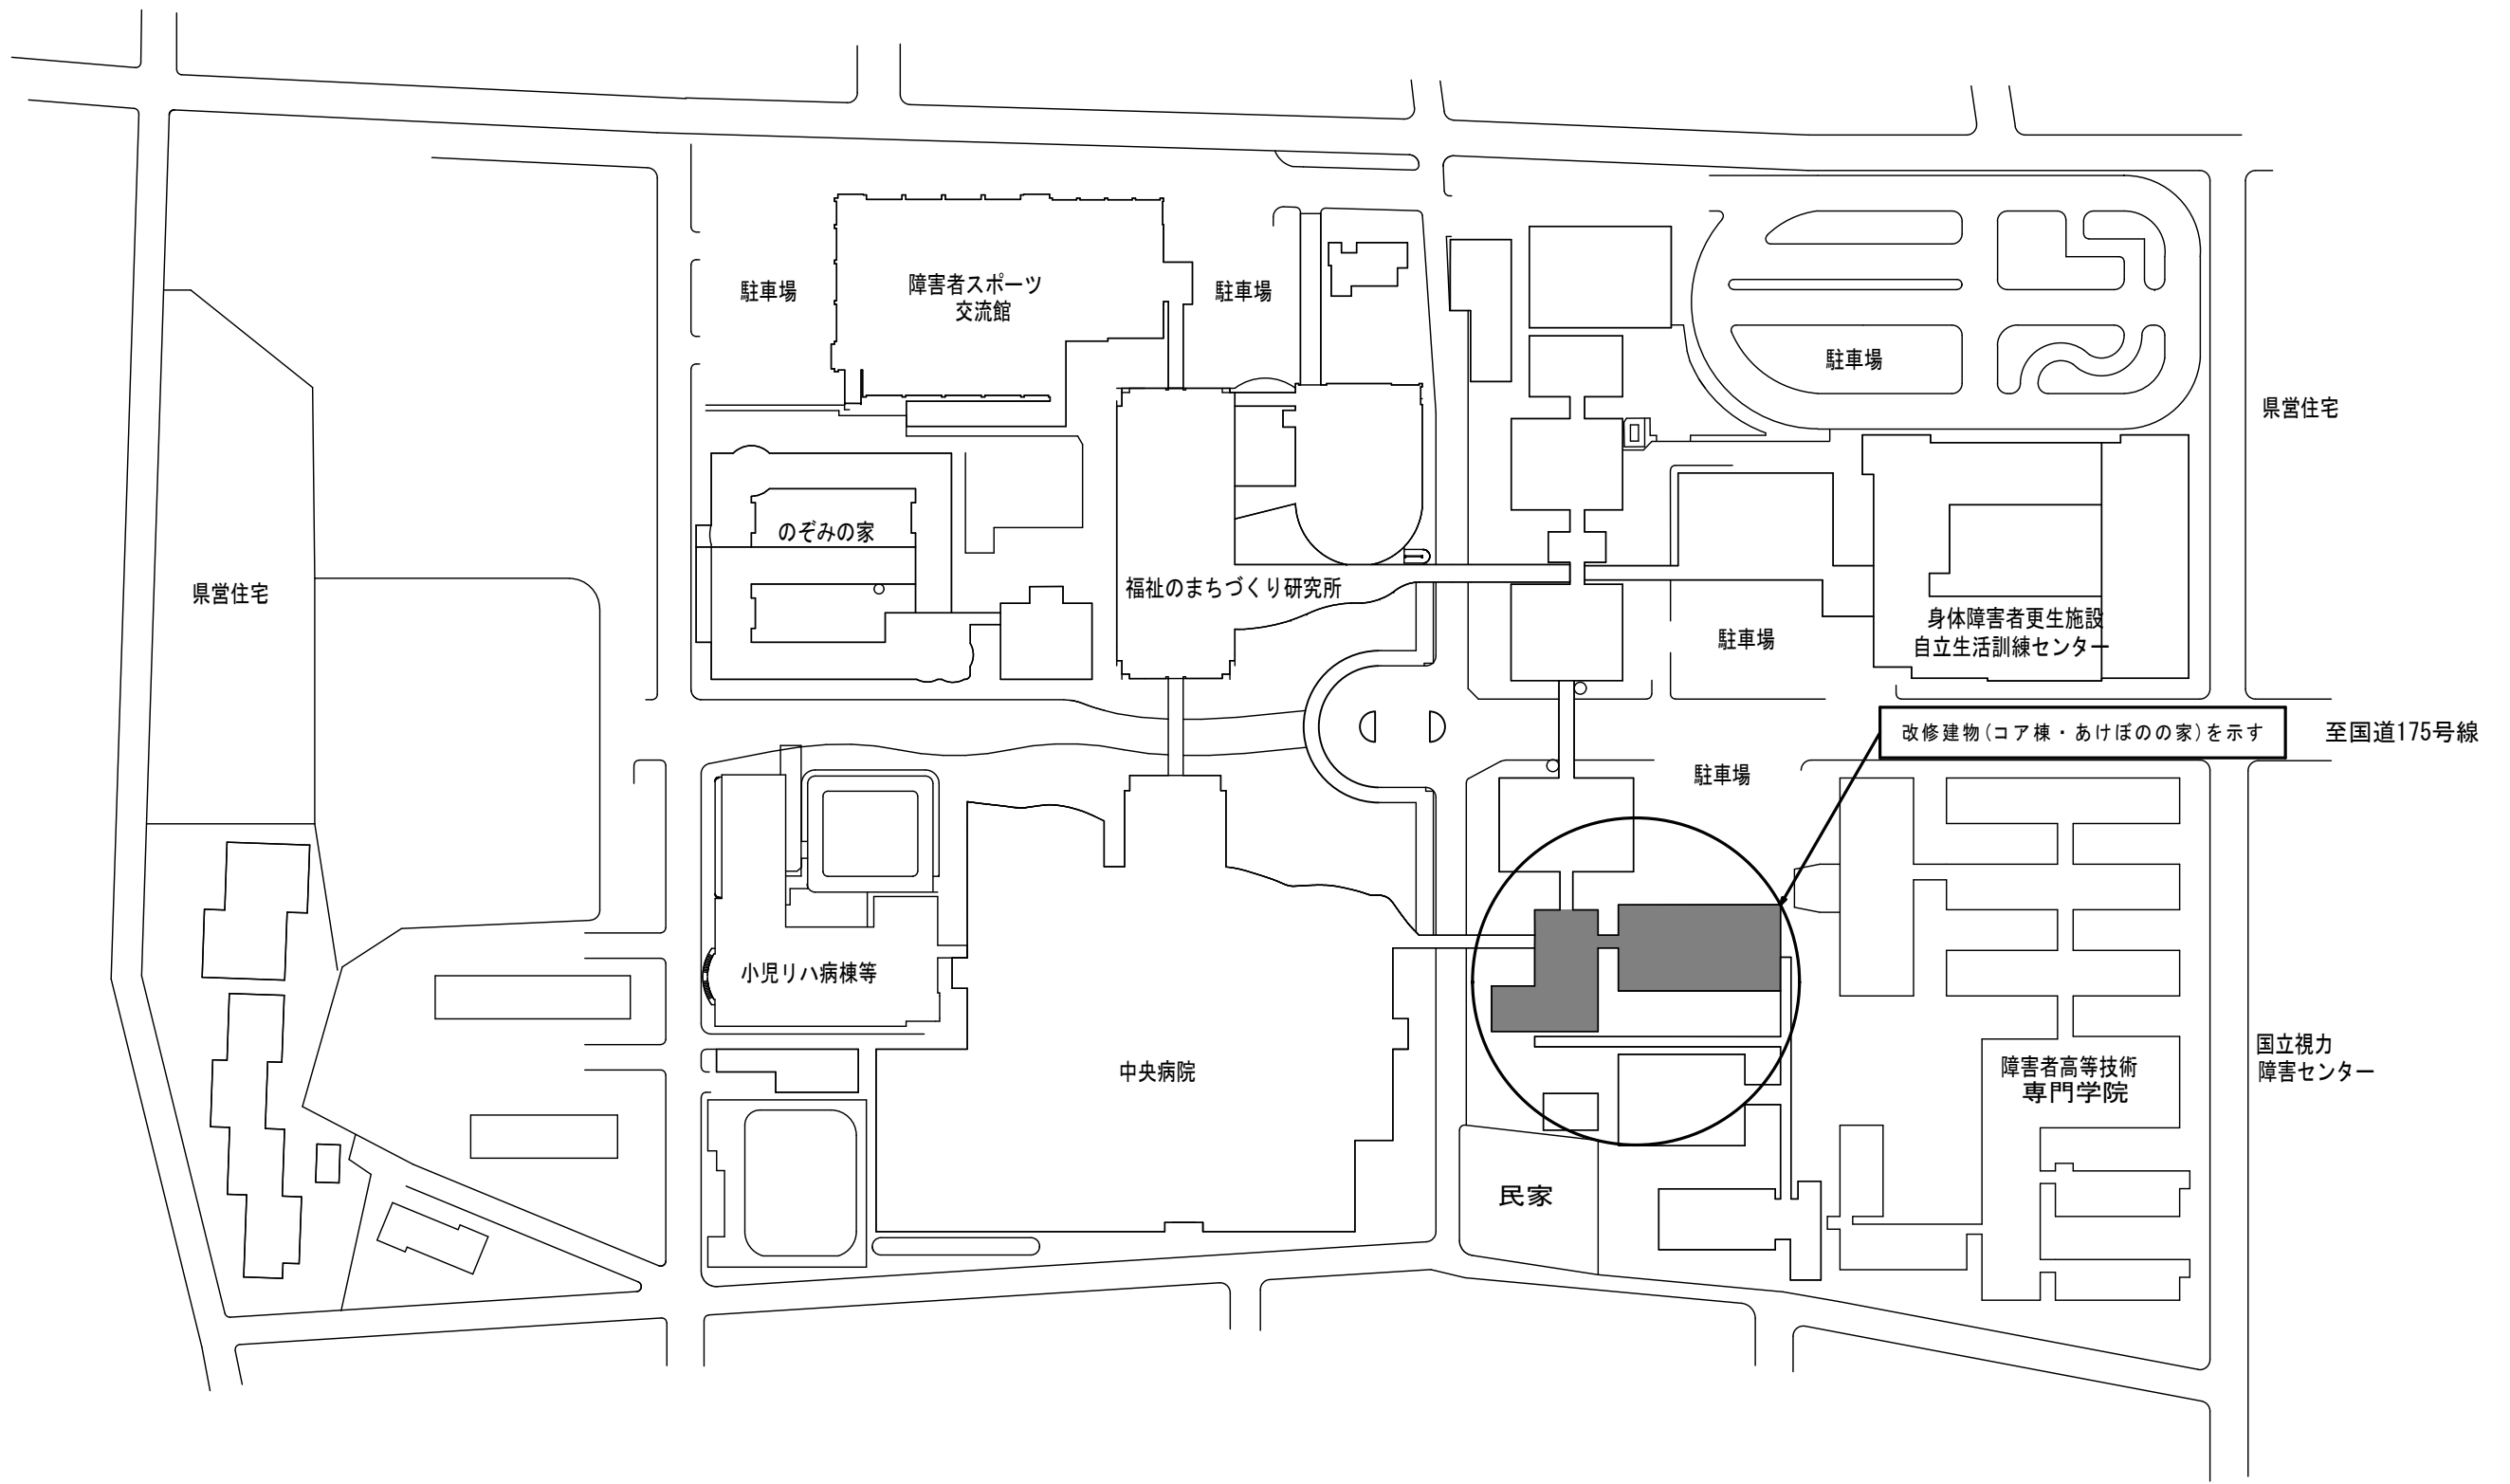 障害者スポーツ
交流館
駐車場
駐車場
駐車場
県営住宅
のぞみの家
県営住宅
福祉のまちづくり研究所
駐車場
身体障害者更生施設
自立生活訓練センター
改修建物(コア棟・あけぼのの家)を示す
至国道175号線
駐車場
小児リハ病棟等
中央病院
国立視力
障害センター
障害者高等技術
専門学院
民家